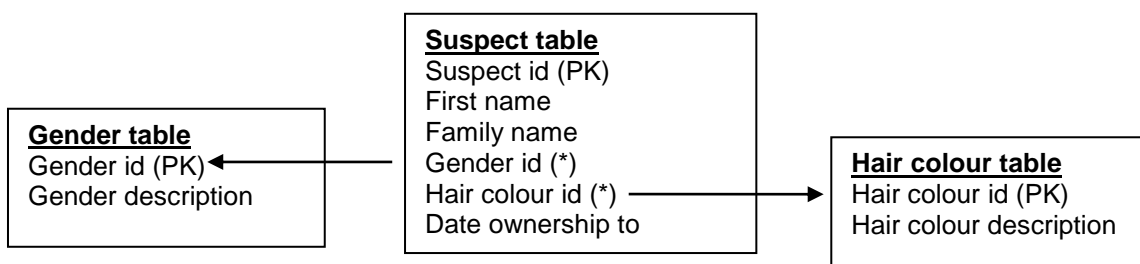 Gender table
Gender id (PK)
Gender description
Suspect table
Suspect id (PK)
First name
Family name
Gender id (*)
Hair colour id (*)
Date ownership to
Hair colour table
Hair colour id (PK)
Hair colour description